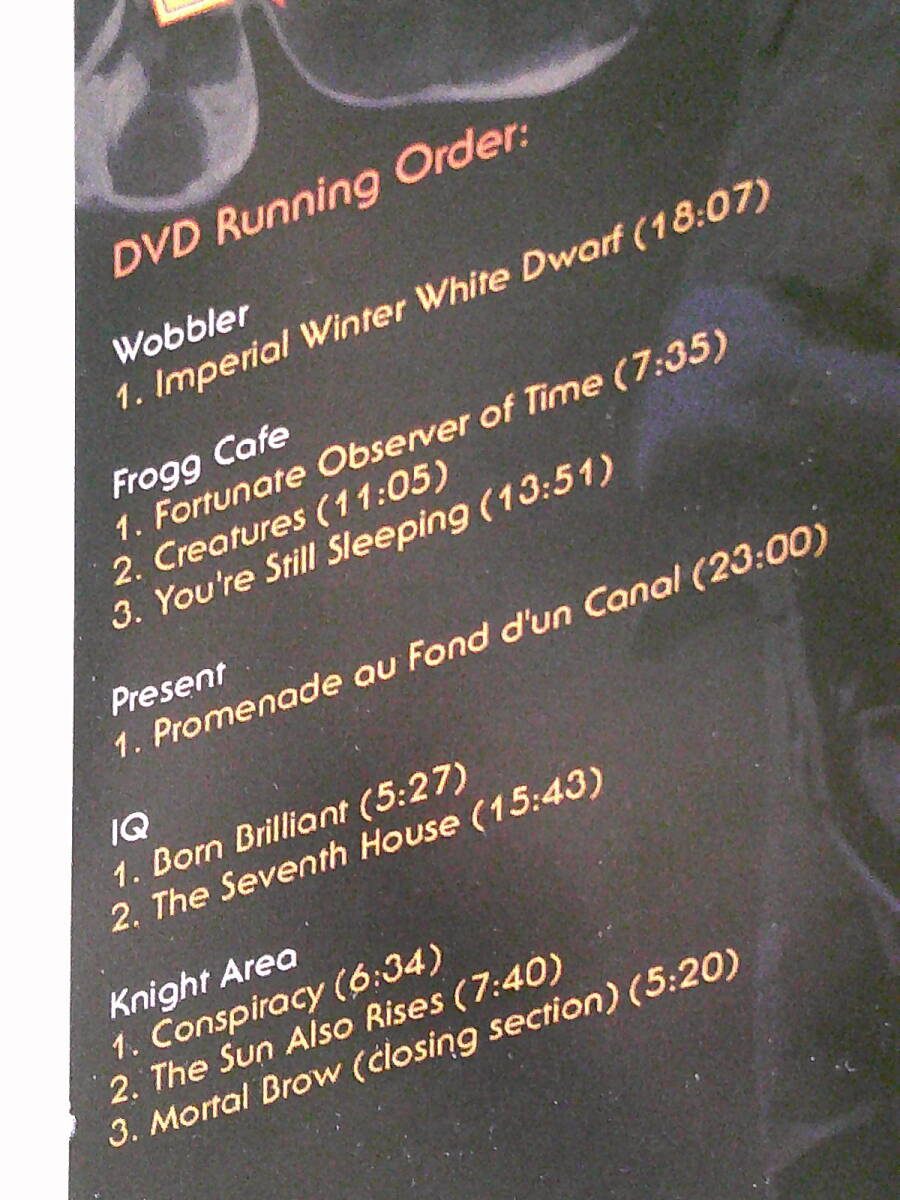 DVD Running Order:
Wobbler
1. Imperial Winter White Dwarf (18:07)
Frogg Cafe
1. Fortunate Observer of Time (7:35)
2. Creatures (11:05)
3. You're Still Sleeping (13:51)
Present
1. Promenade au Fond d'un Canal (23:00)
IQ
1. Born Brilliant (5:27)
2. The Seventh House (15:43)
Knight Area
1. Conspiracy (6:34)
2. The Sun Also Rises (7:40)
3. Mortal Brow (closing section) (5:20)